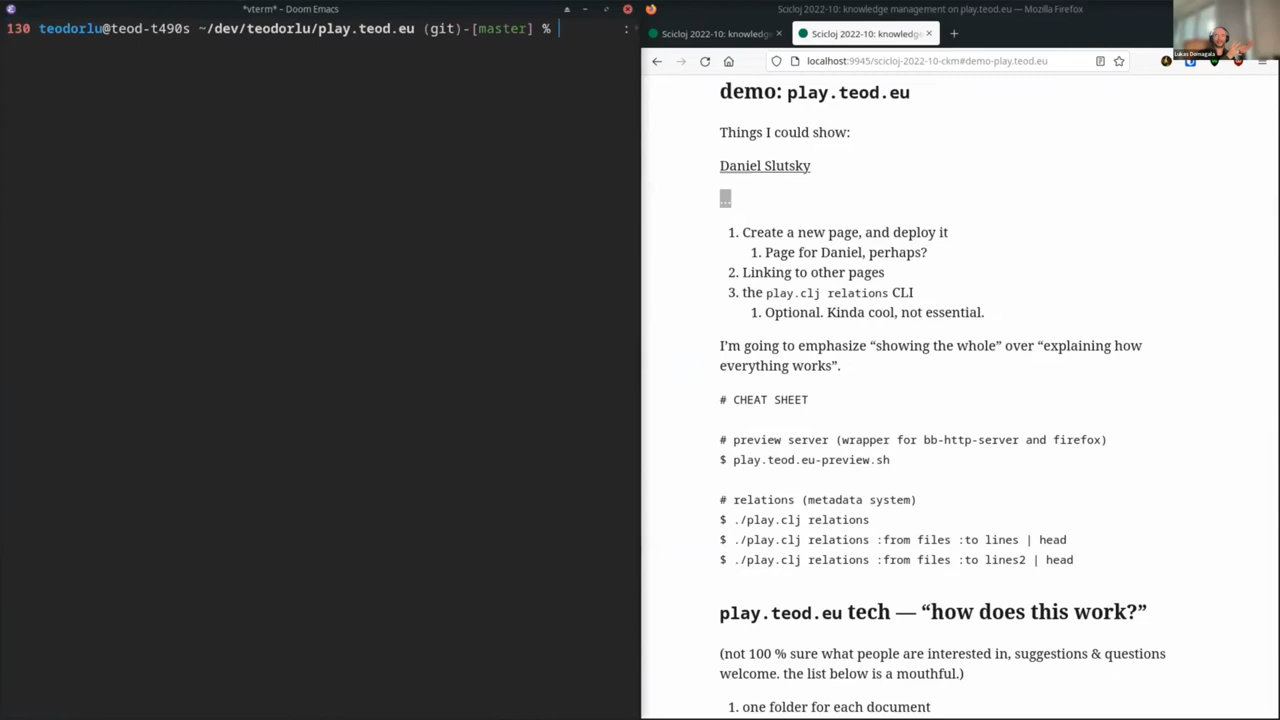 *vterm* – Doom Emacs
130 teodorlu@teod-t490s ~/dev/teodorlu/play.teod.eu (git)-[master] %
Scicloj 2022-10: knowledge management on play.teod.eu — Mozilla Firefox
Scicloj 2022-10: knowledge
Scicloj 2022-10: knowledge
localhost:9945/scicloj-2022-10-ckm#demo-play.teod.eu
Lukas Domagala
demo: play.teod.eu
Things I could show:
Daniel Slutsky
...
1. Create a new page, and deploy it
1. Page for Daniel, perhaps?
2. Linking to other pages
3. the play.clj relations CLI
1. Optional. Kinda cool, not essential.
I’m going to emphasize “showing the whole” over “explaining how
everything works”.
# CHEAT SHEET
# preview server (wrapper for bb-http-server and firefox)
$ play.teod.eu-preview.sh
# relations (metadata system)
$ ./play.clj relations
$ ./play.clj relations :from files :to lines | head
$ ./play.clj relations :from files :to lines2 | head
play.teod.eu tech — “how does this work?”
(not 100 % sure what people are interested in, suggestions & questions
welcome. the list below is a mouthful.)
1. one folder for each document